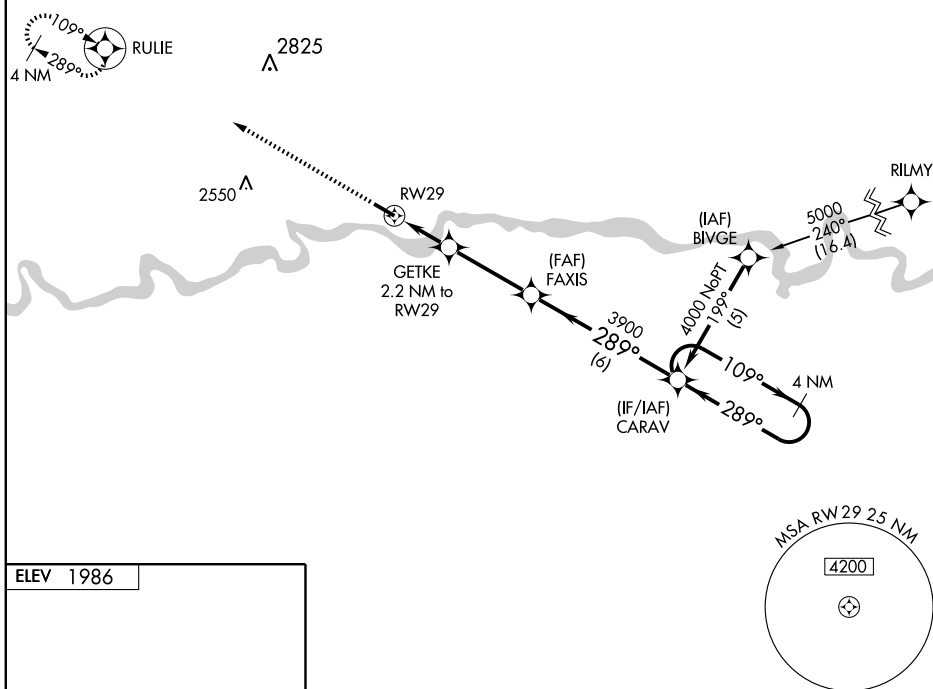 109°
RULIE
289°
4 NM
2825
2550
RW29
RILMY
5000
240°
(16.4)
(IAF)
BIVGE
GETKE
2.2 NM to
RW29
(FAF)
FAXIS
4000 NoPT
199°
(5)
3900
289°
(6)
109°
4 NM
289°
(IF/IAF)
CARAV
MSA RW29 25 NM
4200
ELEV 1986